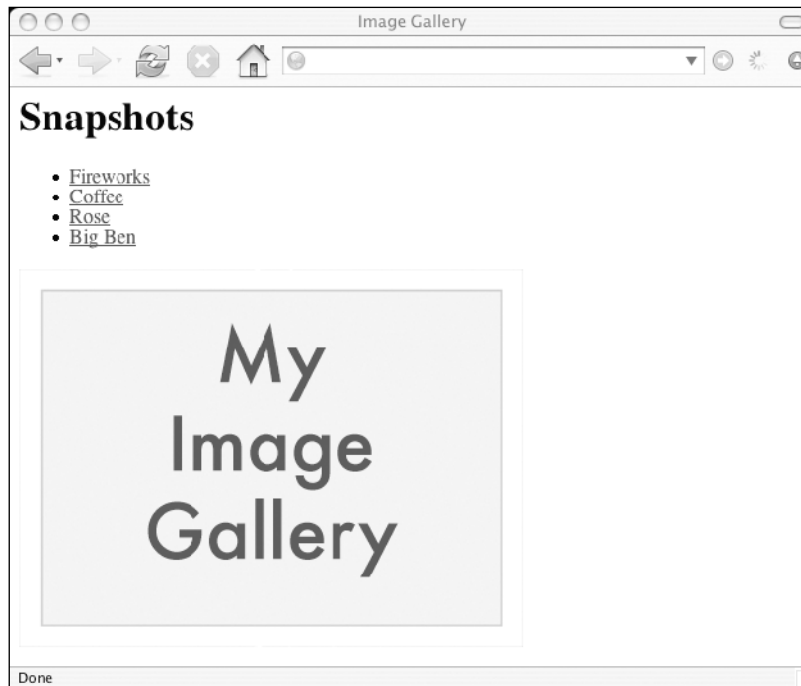 Image Gallery
Snapshots
Fireworks
Coffee
Rose
Big Ben
My
Image
Gallery
Done